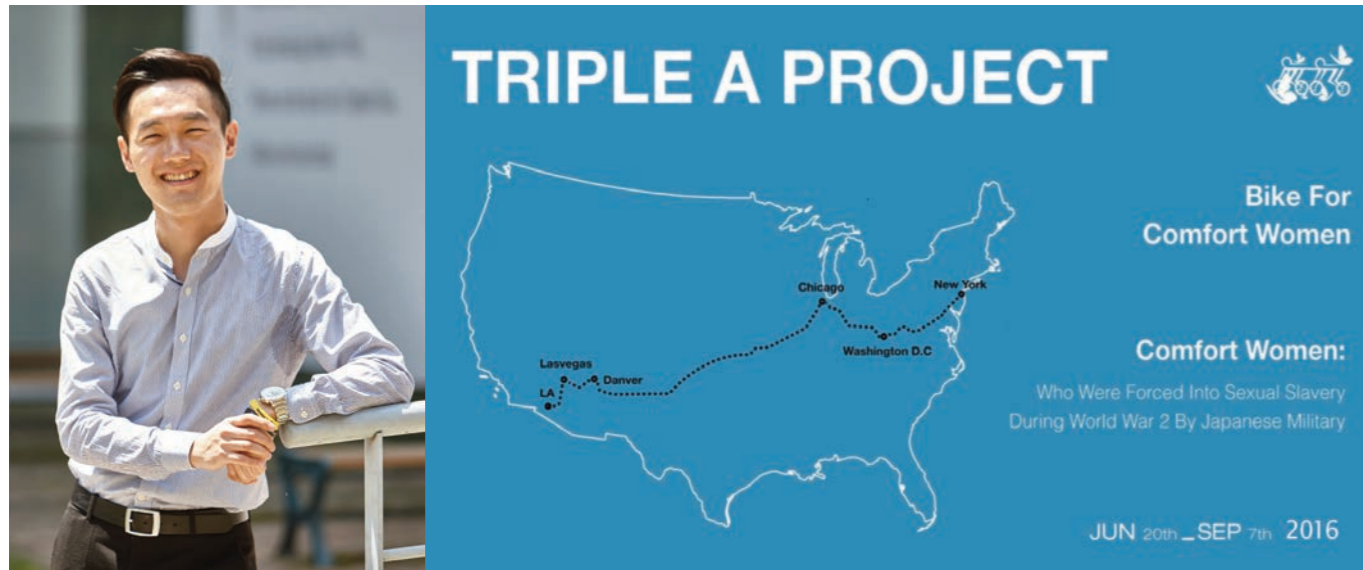 TRIPLE A PROJECT
Bike For
Comfort Women
Chicago
New York
Washington D.C
Lasvegas
Danver
LA
Comfort Women:
Who Were Forced Into Sexual Slavery
During World War 2 By Japanese Military
JUN 20th _ SEP 7th 2016